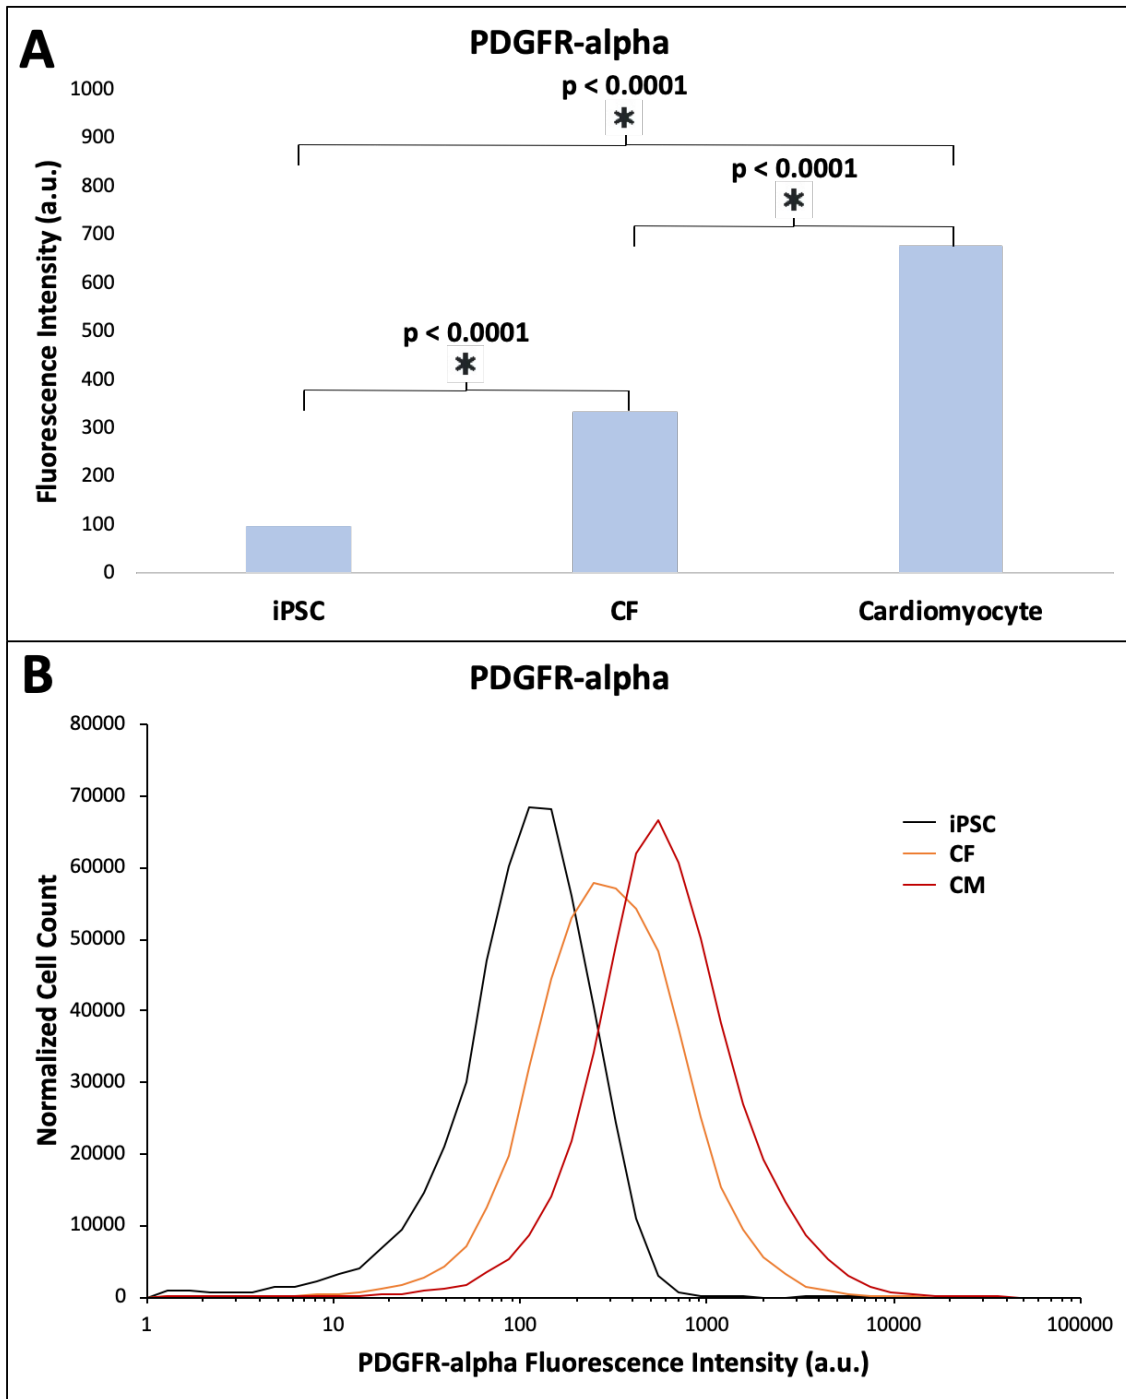 A
PDGFR-alpha
p < 0.0001
*
p < 0.0001
*
p < 0.0001
*
Fluorescence Intensity (a.u.)
1000
900
800
700
600
500
400
300
200
100
0
iPSC CF Cardiomyocyte
B
PDGFR-alpha
Normalized Cell Count
80000
70000
60000
50000
40000
30000
20000
10000
0
iPSC
CF
CM
1 10 100 1000 10000 100000
PDGFR-alpha Fluorescence Intensity (a.u.)